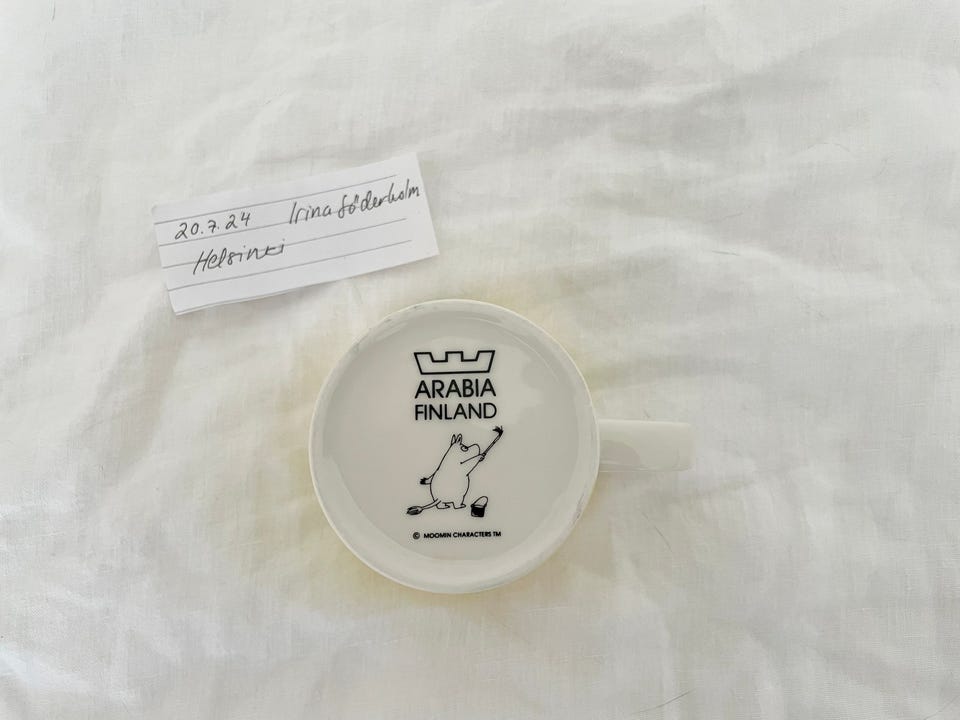 20.7.24 Irina Söderholm
Helsinki
ARABIA
FINLAND
© MOOMIN CHARACTERS TM